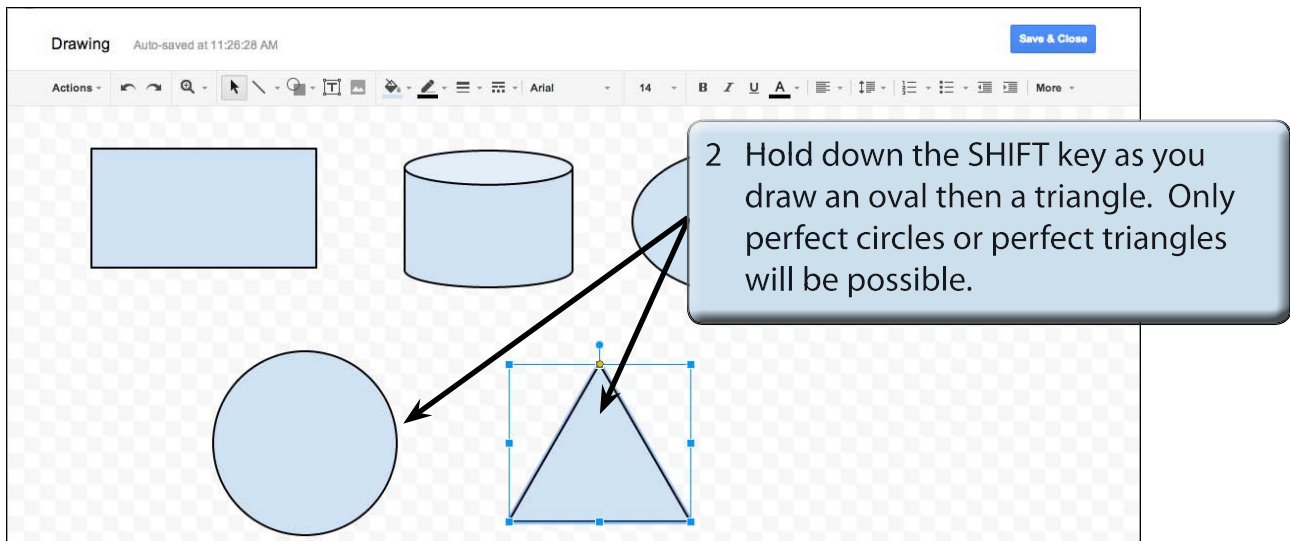 Drawing Auto-saved at 11:26:28 AM Save & Close
Actions Arial 14 B I U A More
2 Hold down the SHIFT key as you
draw an oval then a triangle. Only
perfect circles or perfect triangles
will be possible.